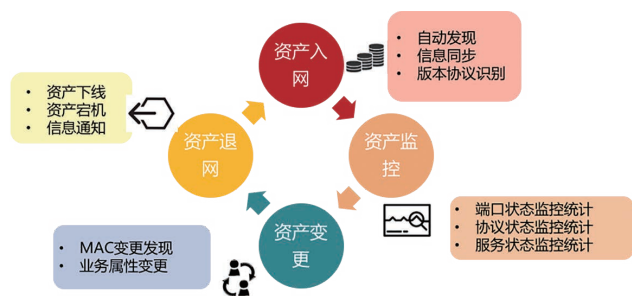 资产入
网
• 自动发现
• 信息同步
• 版本协议识别
资产监
控
• 端口状态监控统计
• 协议状态监控统计
• 服务状态监控统计
资产变
更
• MAC变更发现
• 业务属性变更
资产退
网
• 资产下线
• 资产宕机
• 信息通知